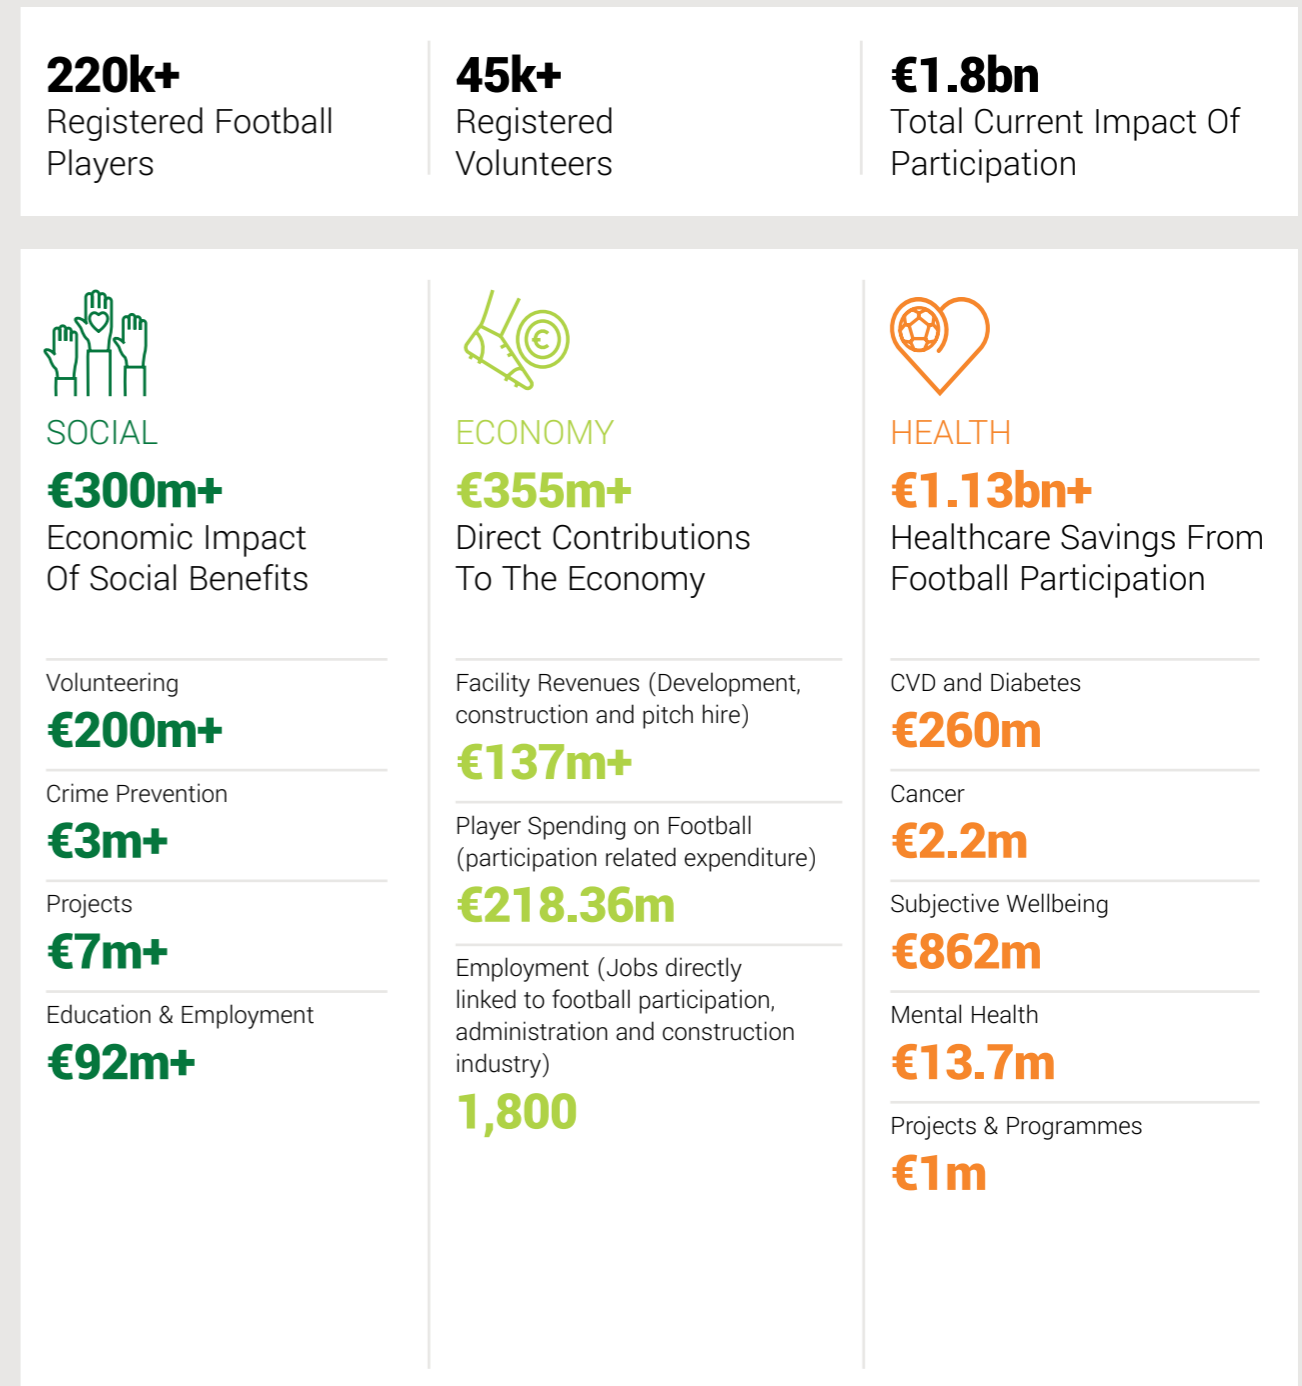 220k+
Registered Football
Players
45k+
Registered
Volunteers
€1.8bn
Total Current Impact Of
Participation
SOCIAL
€300m+
Economic Impact
Of Social Benefits
Volunteering
€200m+
Crime Prevention
€3m+
Projects
€7m+
Education & Employment
€92m+
€
ECONOMY
€355m+
Direct Contributions
To The Economy
Facility Revenues (Development,
construction and pitch hire)
€137m+
Player Spending on Football
(participation related expenditure)
€218.36m
Employment (Jobs directly
linked to football participation,
administration and construction
industry)
1,800
HEALTH
€1.13bn+
Healthcare Savings From
Football Participation
CVD and Diabetes
€260m
Cancer
€2.2m
Subjective Wellbeing
€862m
Mental Health
€13.7m
Projects & Programmes
€1m